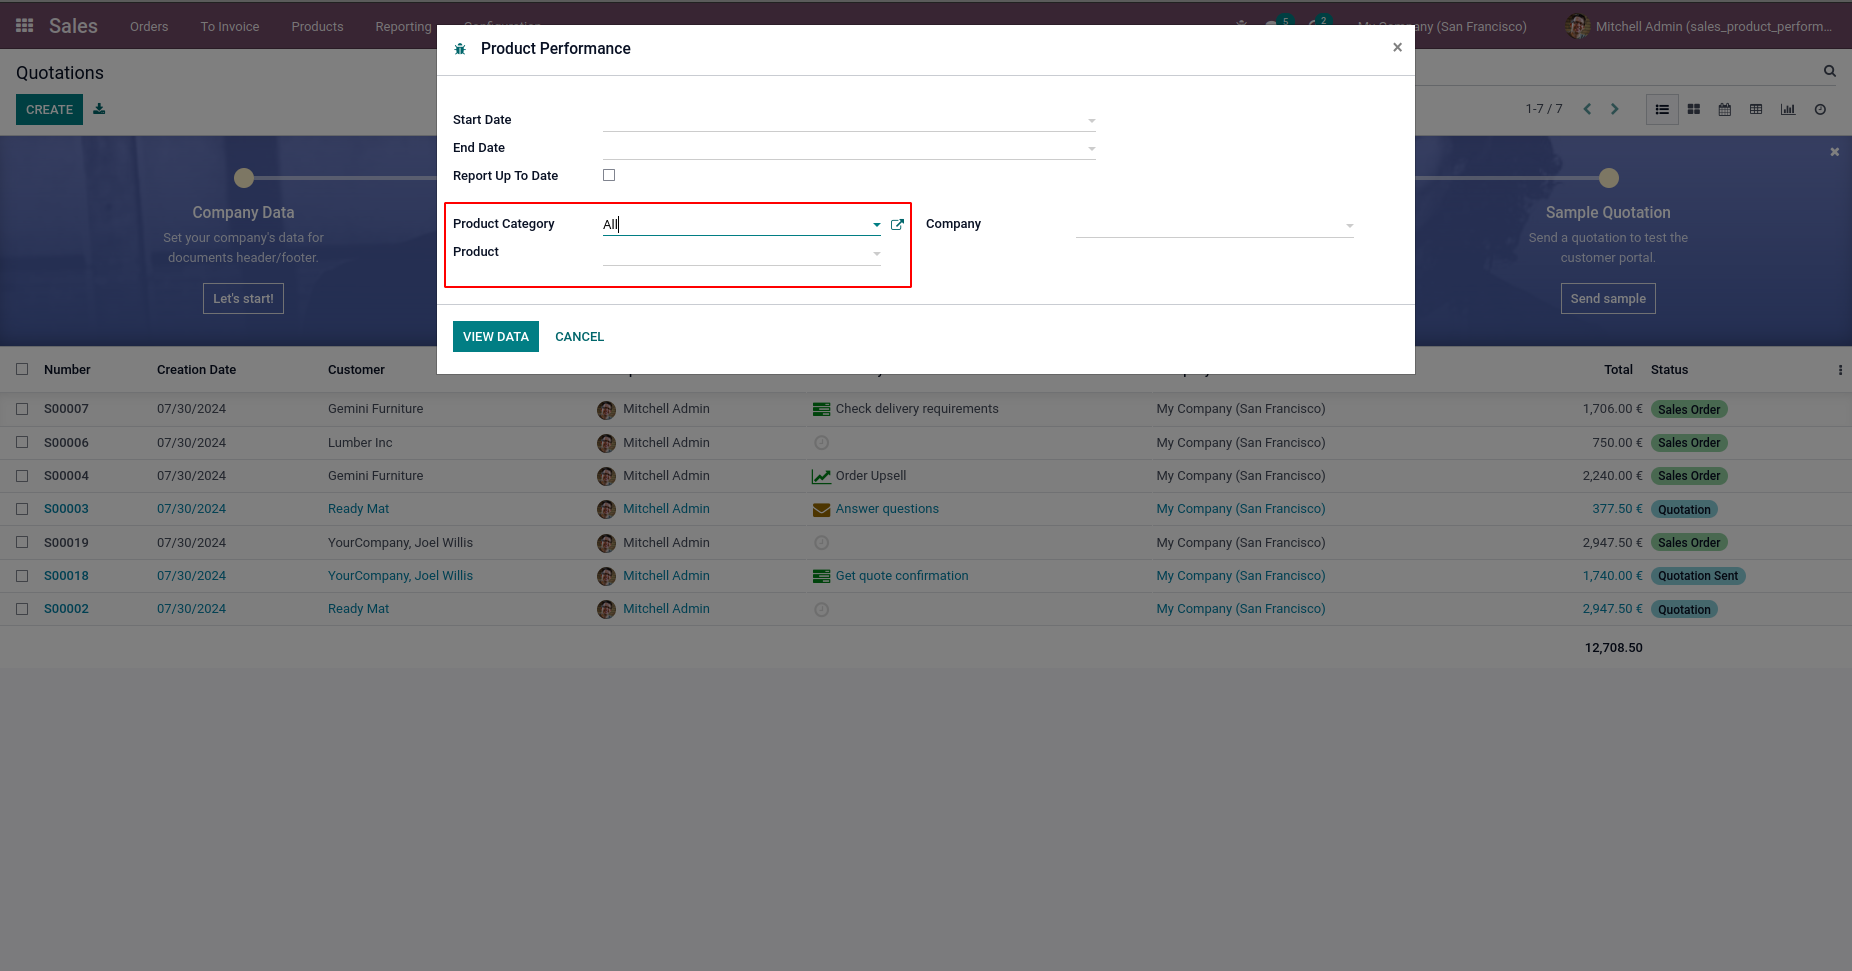 Sales Orders To Invoice Products Reporting Configuration 5 2 My Company (San Francisco) Mitchell Admin (sales_product_perform...
Product Performance ×
Quotations
CREATE 1-7 / 7
Start Date
End Date
Report Up To Date
Product Category All Company
Product
Company Data Sample Quotation
Set your company's data for Send a quotation to test the
documents header/footer. customer portal.
Let's start! Send sample
VIEW DATA CANCEL
Number Creation Date Customer Total Status
S00007 07/30/2024 Gemini Furniture Mitchell Admin Check delivery requirements My Company (San Francisco) 1,706.00 € Sales Order
S00006 07/30/2024 Lumber Inc Mitchell Admin My Company (San Francisco) 750.00 € Sales Order
S00004 07/30/2024 Gemini Furniture Mitchell Admin Order Upsell My Company (San Francisco) 2,240.00 € Sales Order
S00003 07/30/2024 Ready Mat Mitchell Admin Answer questions My Company (San Francisco) 377.50 € Quotation
S00019 07/30/2024 YourCompany, Joel Willis Mitchell Admin My Company (San Francisco) 2,947.50 € Sales Order
S00018 07/30/2024 YourCompany, Joel Willis Mitchell Admin Get quote confirmation My Company (San Francisco) 1,740.00 € Quotation Sent
S00002 07/30/2024 Ready Mat Mitchell Admin My Company (San Francisco) 2,947.50 € Quotation
12,708.50